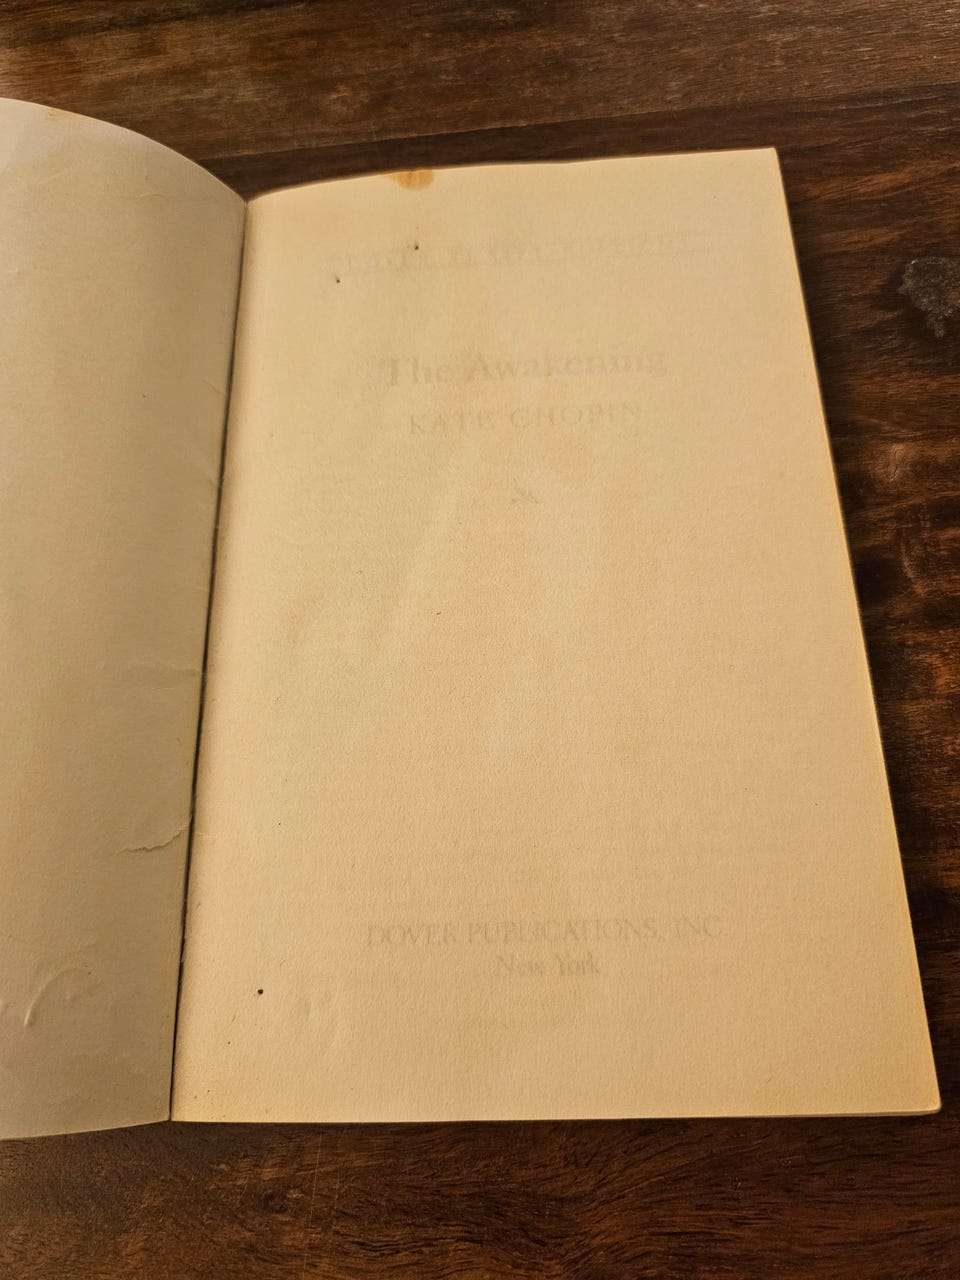 The Awakening
KATE CHOPIN
DOVER PUBLICATIONS, INC.
New York